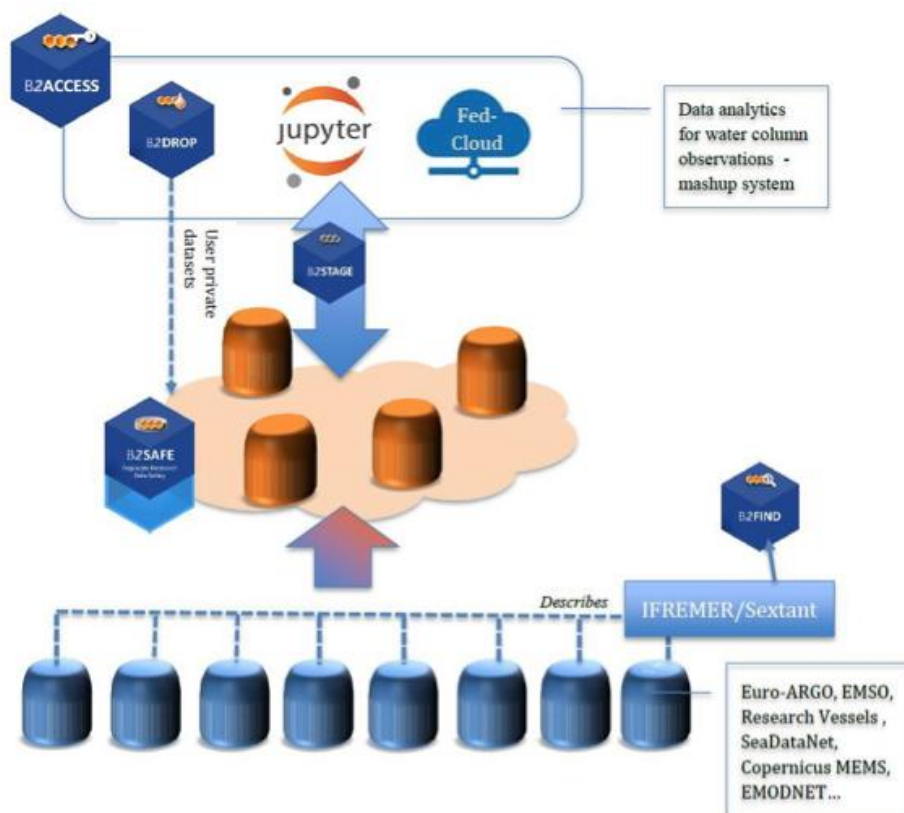 B2ACCESS
B2DROP
jupyter
Fed-
Cloud
Data analytics
for water column
observations -
mashup system
User private
datasets
B2STAGE
B2SAFE
B2FIND
Describes
IFREMER/Sextant
Euro-ARGO, EMSO,
Research Vessels ,
SeaDataNet,
Copernicus MEMS,
EMODNET...